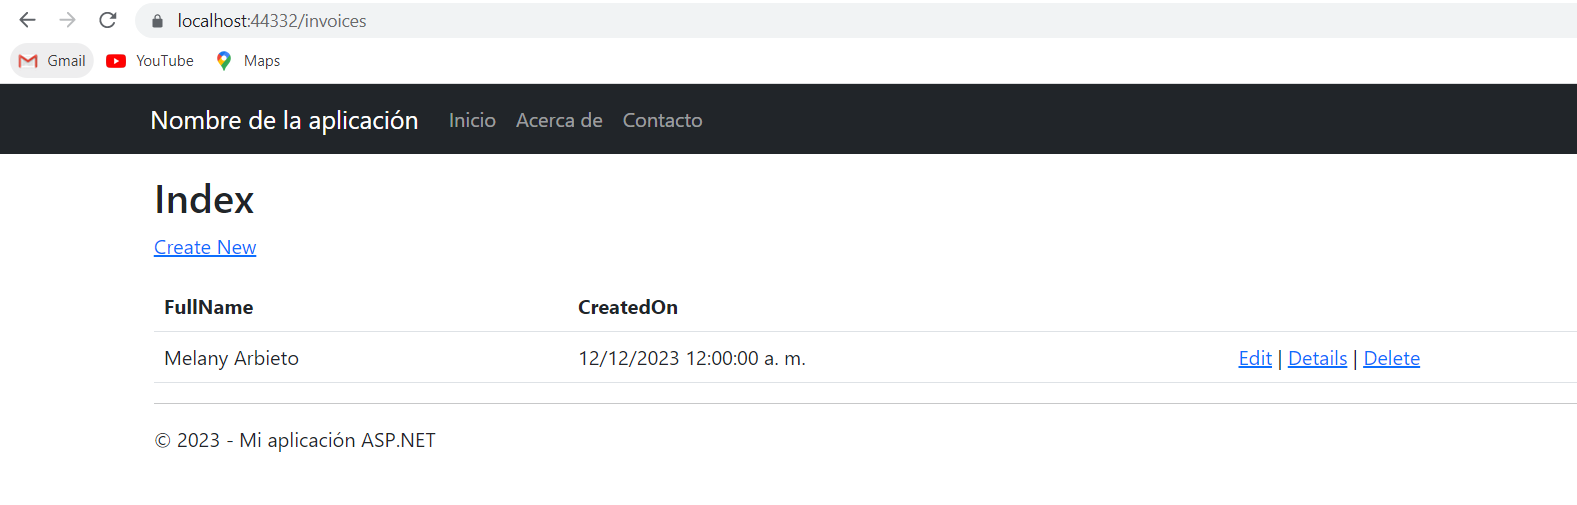 localhost:44332/invoices
Gmail YouTube Maps
Nombre de la aplicación Inicio Acerca de Contacto
Index
Create New
FullName CreatedOn
Melany Arbieto 12/12/2023 12:00:00 a. m. Edit | Details | Delete
© 2023 - Mi aplicación ASP.NET